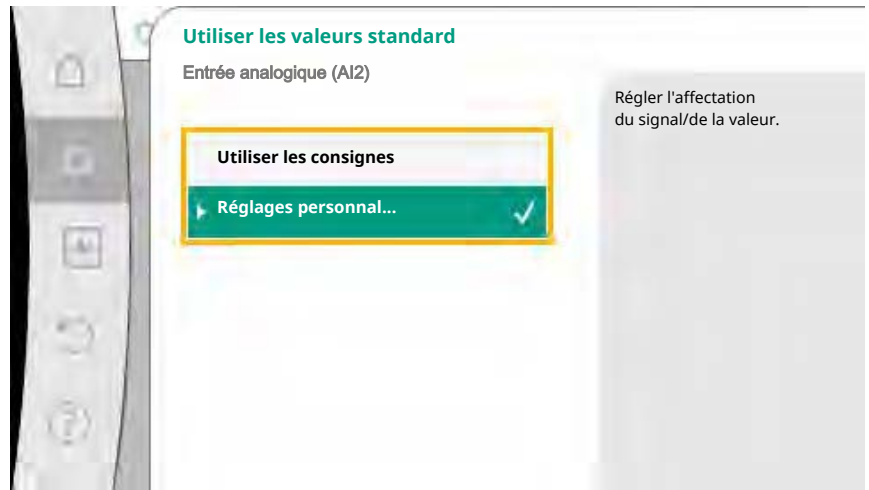 Utiliser les valeurs standard
Entrée analogique (AI2)
Régler l'affectation
du signal/de la valeur.
Utiliser les consignes
Réglages personnal...